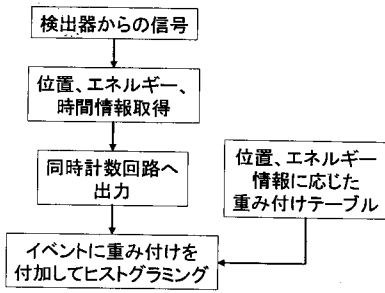 検出器からの信号
位置、エネルギー、
時間情報取得
同時計数回路へ
出力
位置、エネルギー
情報に応じた
重み付けテーブル
イベントに重み付けを
付加してヒストグラミング